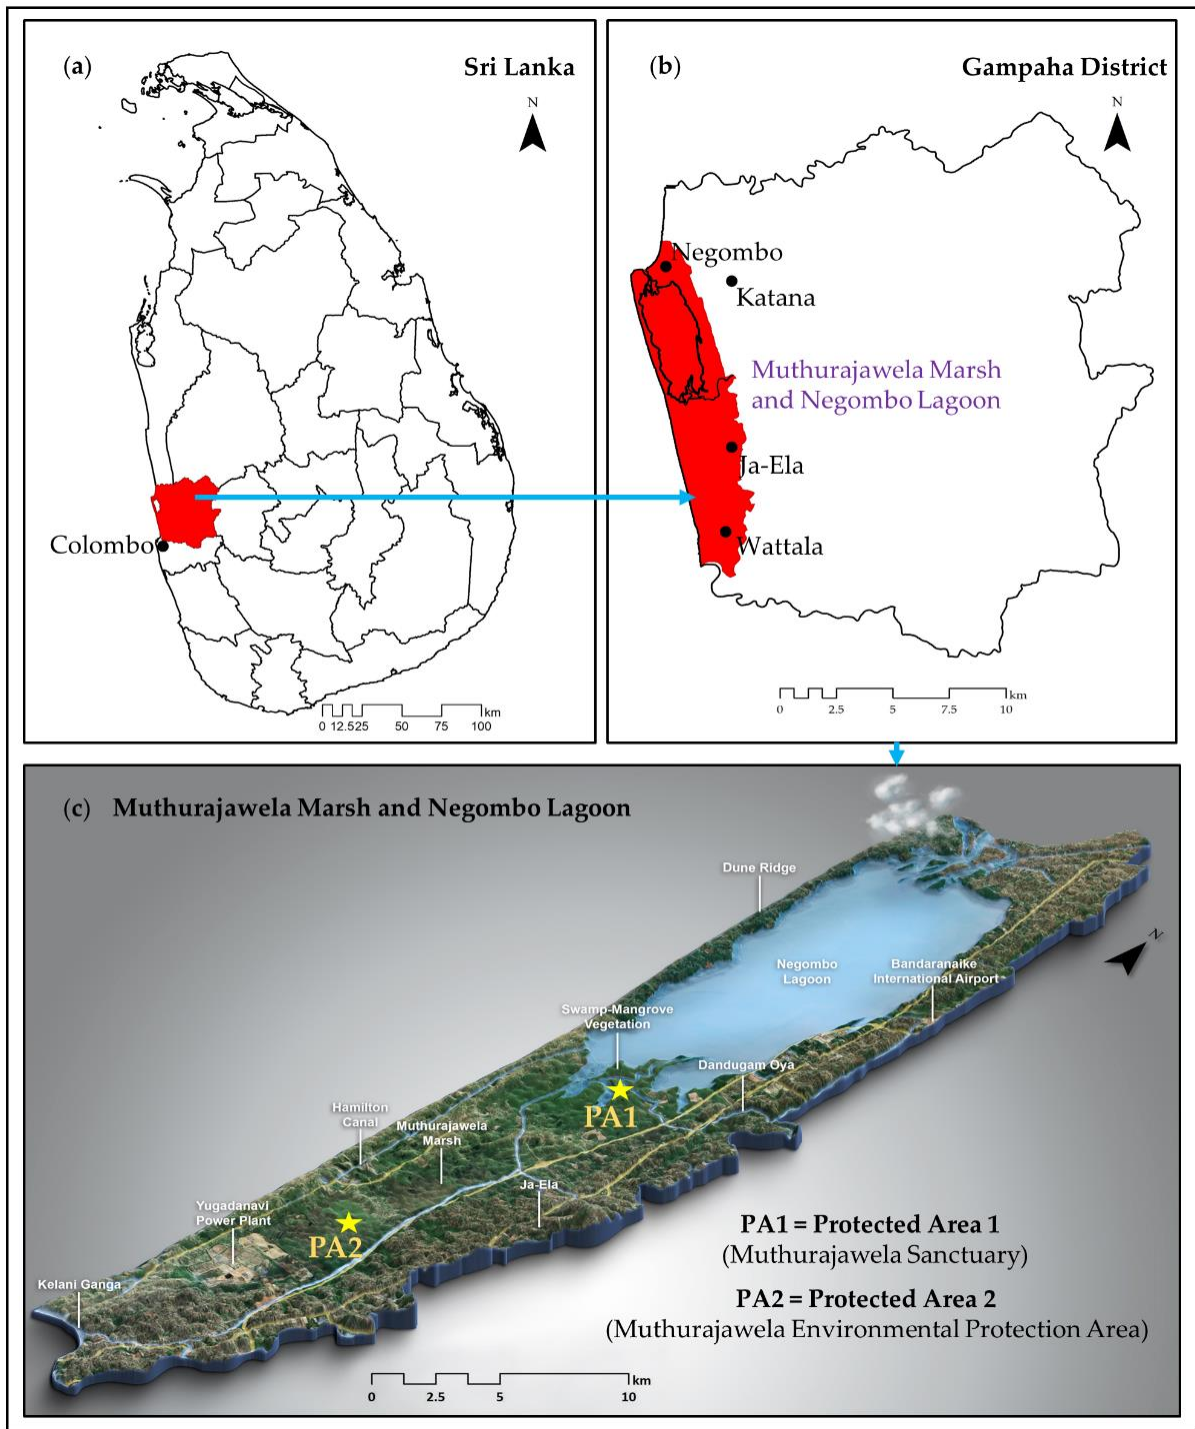 (a)
Sri Lanka
N
Colombo
km
0 12.525 50 75 100
(b)
Gampaha District
N
Negombo
Katana
Muthurajawela Marsh
and Negombo Lagoon
Ja-Ela
Wattala
km
0 2.5 5 7.5 10
(c) Muthurajawela Marsh and Negombo Lagoon
Dune Ridge
N
Negombo
Lagoon
Bandaranaike
International Airport
Swamp-Mangrove
Vegetation
Dandugam Oya
PA1
Hamilton
Canal
Muthurajawela
Marsh
Ja-Ela
Yugadanavi
Power Plant
PA2
Kelani Ganga
PA1 = Protected Area 1
(Muthurajawela Sanctuary)
PA2 = Protected Area 2
(Muthurajawela Environmental Protection Area)
km
0 2.5 5 10